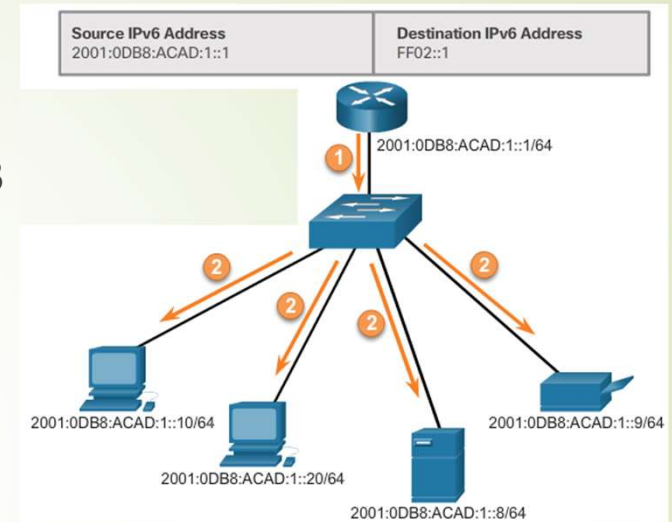 Source IPv6 Address
2001:0DB8:ACAD:1::1
Destination IPv6 Address
FF02::1
2001:0DB8:ACAD:1::1/64
1
2
2
2
2
2001:0DB8:ACAD:1::10/64
2001:0DB8:ACAD:1::9/64
2001:0DB8:ACAD:1::20/64
2001:0DB8:ACAD:1::8/64